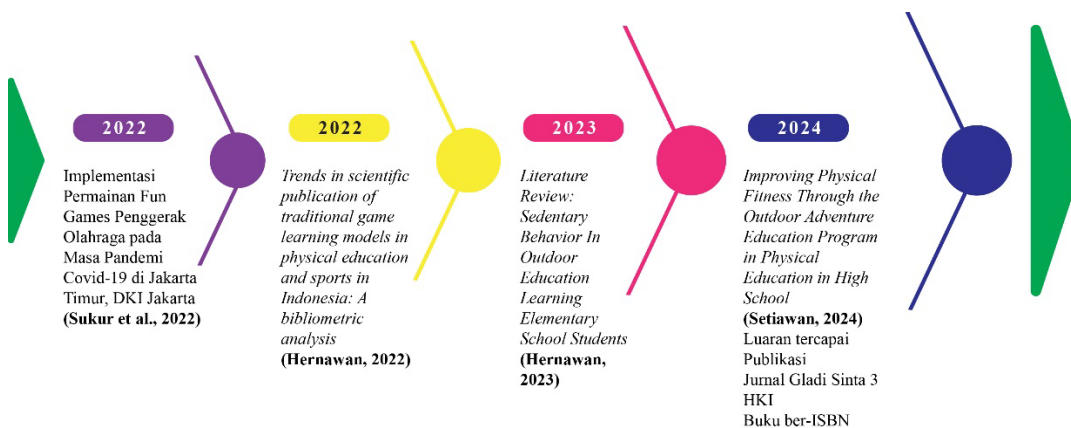 2022
Implementasi
Permainan Fun
Games Penggerak
Olahraga pada
Masa Pandemi
Covid-19 di Jakarta
Timur, DKI Jakarta
(Sukur et al., 2022)
2022
Trends in scientific
publication of
traditional game
learning models in
physical education
and sports in
Indonesia: A
bibliometric
analysis
(Hernawan, 2022)
2023
Literature
Review:
Sedentary
Behavior In
Outdoor
Education
Learning
Elementary
School Students
(Hernawan,
2023)
2024
Improving Physical
Fitness Through the
Outdoor Adventure
Education Program
in Physical
Education in High
School
(Setiawan, 2024)
Luaran tercapai
Publikasi
Jurnal Gladi Sinta 3
HKI
Buku ber-ISBN